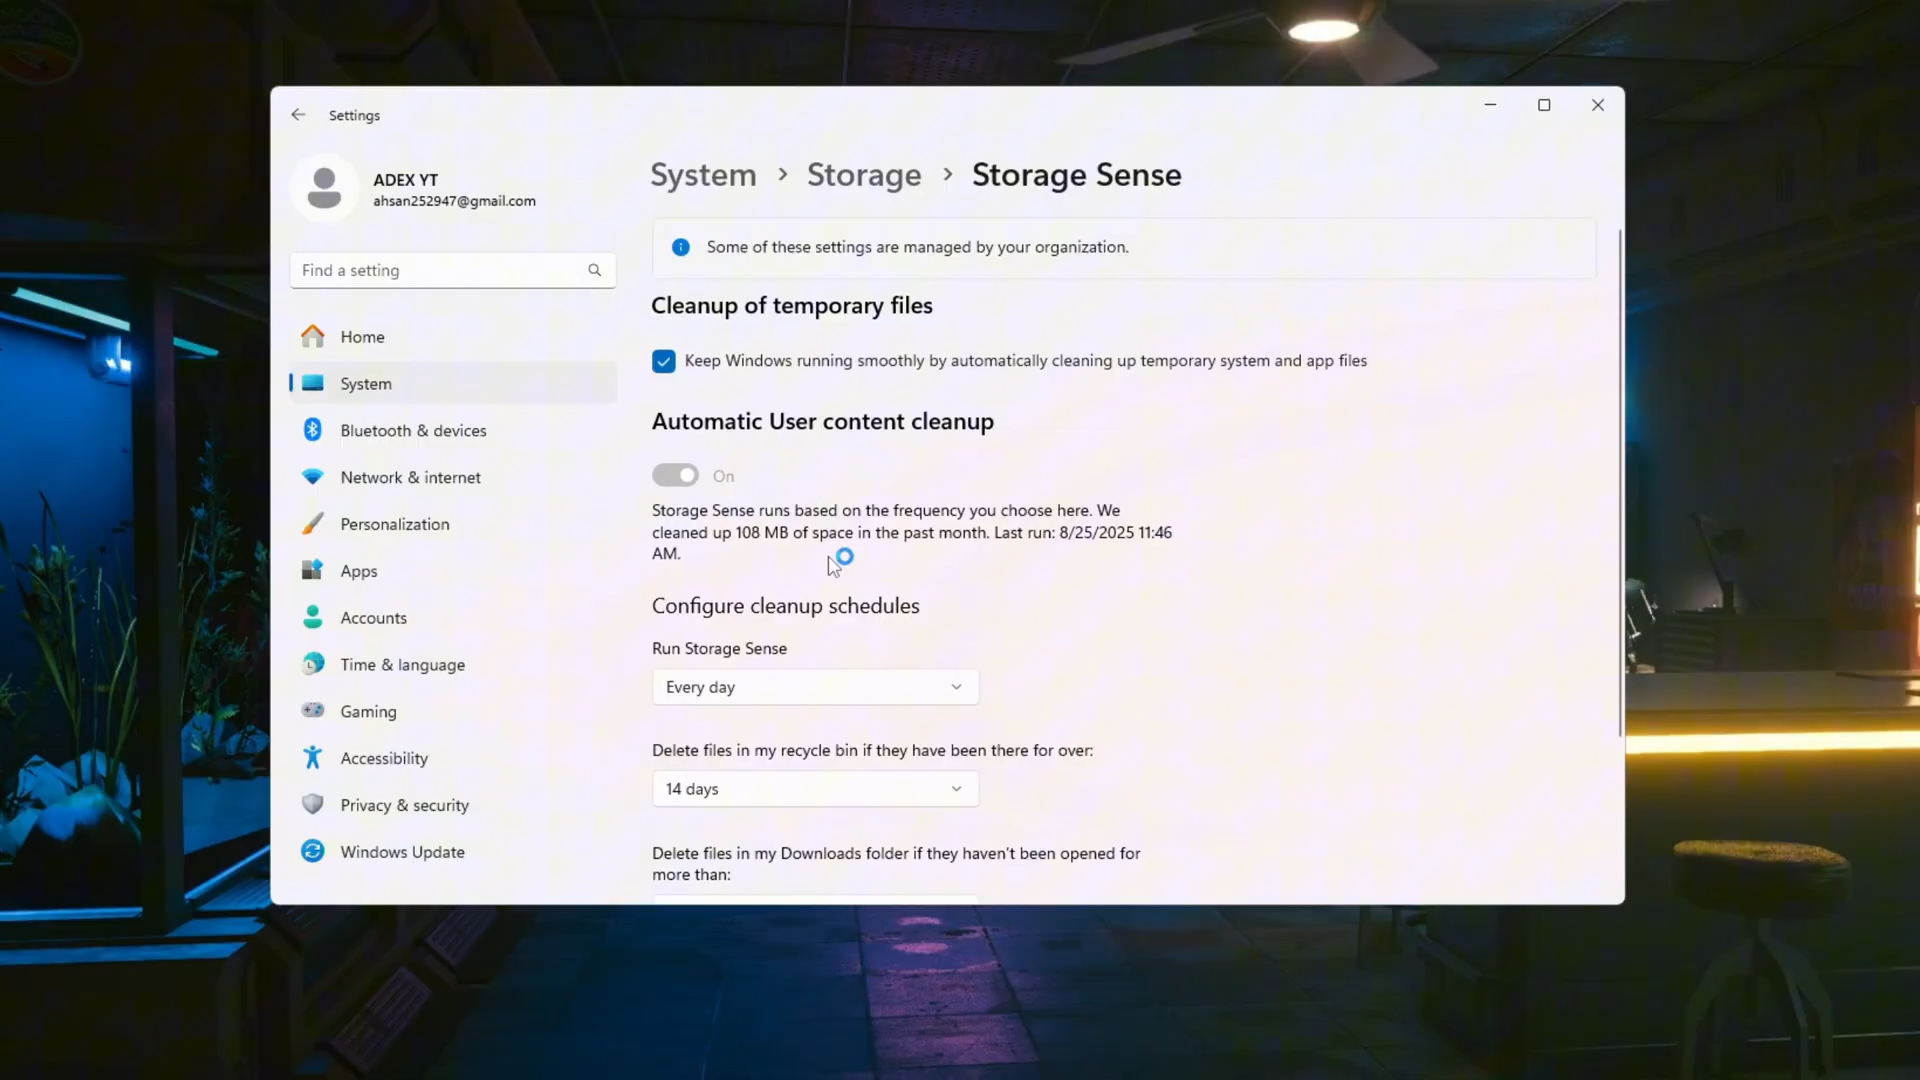 Settings
ADEX YT
ahsan252947@gmail.com
Find a setting
Home
System
Bluetooth & devices
Network & internet
Personalization
Apps
Accounts
Time & language
Gaming
Accessibility
Privacy & security
Windows Update
System > Storage > Storage Sense
Some of these settings are managed by your organization.
Cleanup of temporary files
Keep Windows running smoothly by automatically cleaning up temporary system and app files
Automatic User content cleanup
On
Storage Sense runs based on the frequency you choose here. We
cleaned up 108 MB of space in the past month. Last run: 8/25/2025 11:46
AM.
Configure cleanup schedules
Run Storage Sense
Every day
Delete files in my recycle bin if they have been there for over:
14 days
Delete files in my Downloads folder if they haven't been opened for
more than: